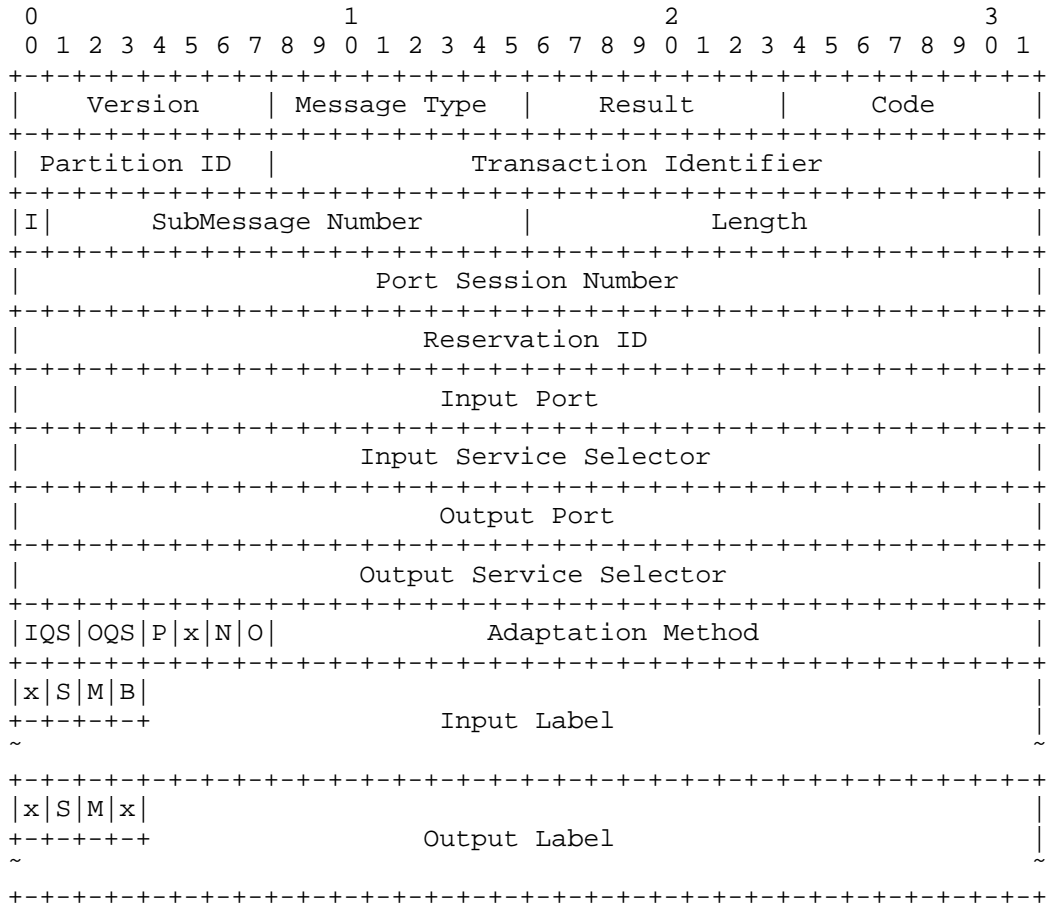 0                   1                   2                   3
 0 1 2 3 4 5 6 7 8 9 0 1 2 3 4 5 6 7 8 9 0 1 2 3 4 5 6 7 8 9 0 1
+-+-+-+-+-+-+-+-+-+-+-+-+-+-+-+-+-+-+-+-+-+-+-+-+-+-+-+-+-+-+-+-+
|    Version    | Message Type  |    Result     |     Code      |
+-+-+-+-+-+-+-+-+-+-+-+-+-+-+-+-+-+-+-+-+-+-+-+-+-+-+-+-+-+-+-+-+
| Partition ID  |            Transaction Identifier             |
+-+-+-+-+-+-+-+-+-+-+-+-+-+-+-+-+-+-+-+-+-+-+-+-+-+-+-+-+-+-+-+-+
|I|      SubMessage Number      |           Length              |
+-+-+-+-+-+-+-+-+-+-+-+-+-+-+-+-+-+-+-+-+-+-+-+-+-+-+-+-+-+-+-+-+
|                      Port Session Number                      |
+-+-+-+-+-+-+-+-+-+-+-+-+-+-+-+-+-+-+-+-+-+-+-+-+-+-+-+-+-+-+-+-+
|                         Reservation ID                        |
+-+-+-+-+-+-+-+-+-+-+-+-+-+-+-+-+-+-+-+-+-+-+-+-+-+-+-+-+-+-+-+-+
|                          Input Port                           |
+-+-+-+-+-+-+-+-+-+-+-+-+-+-+-+-+-+-+-+-+-+-+-+-+-+-+-+-+-+-+-+-+
|                     Input Service Selector                    |
+-+-+-+-+-+-+-+-+-+-+-+-+-+-+-+-+-+-+-+-+-+-+-+-+-+-+-+-+-+-+-+-+
|                          Output Port                          |
+-+-+-+-+-+-+-+-+-+-+-+-+-+-+-+-+-+-+-+-+-+-+-+-+-+-+-+-+-+-+-+-+
|                     Output Service Selector                   |
+-+-+-+-+-+-+-+-+-+-+-+-+-+-+-+-+-+-+-+-+-+-+-+-+-+-+-+-+-+-+-+-+
|IQS|OQS|P|x|N|O|             Adaptation Method                 |
+-+-+-+-+-+-+-+-+-+-+-+-+-+-+-+-+-+-+-+-+-+-+-+-+-+-+-+-+-+-+-+-+
|x|S|M|B|                                                       |
+-+-+-+-+                  Input Label                          |
~                                                               ~
+-+-+-+-+-+-+-+-+-+-+-+-+-+-+-+-+-+-+-+-+-+-+-+-+-+-+-+-+-+-+-+-+
|x|S|M|x|                                                       |
+-+-+-+-+                 Output Label                          |
~                                                               ~
+-+-+-+-+-+-+-+-+-+-+-+-+-+-+-+-+-+-+-+-+-+-+-+-+-+-+-+-+-+-+-+-+